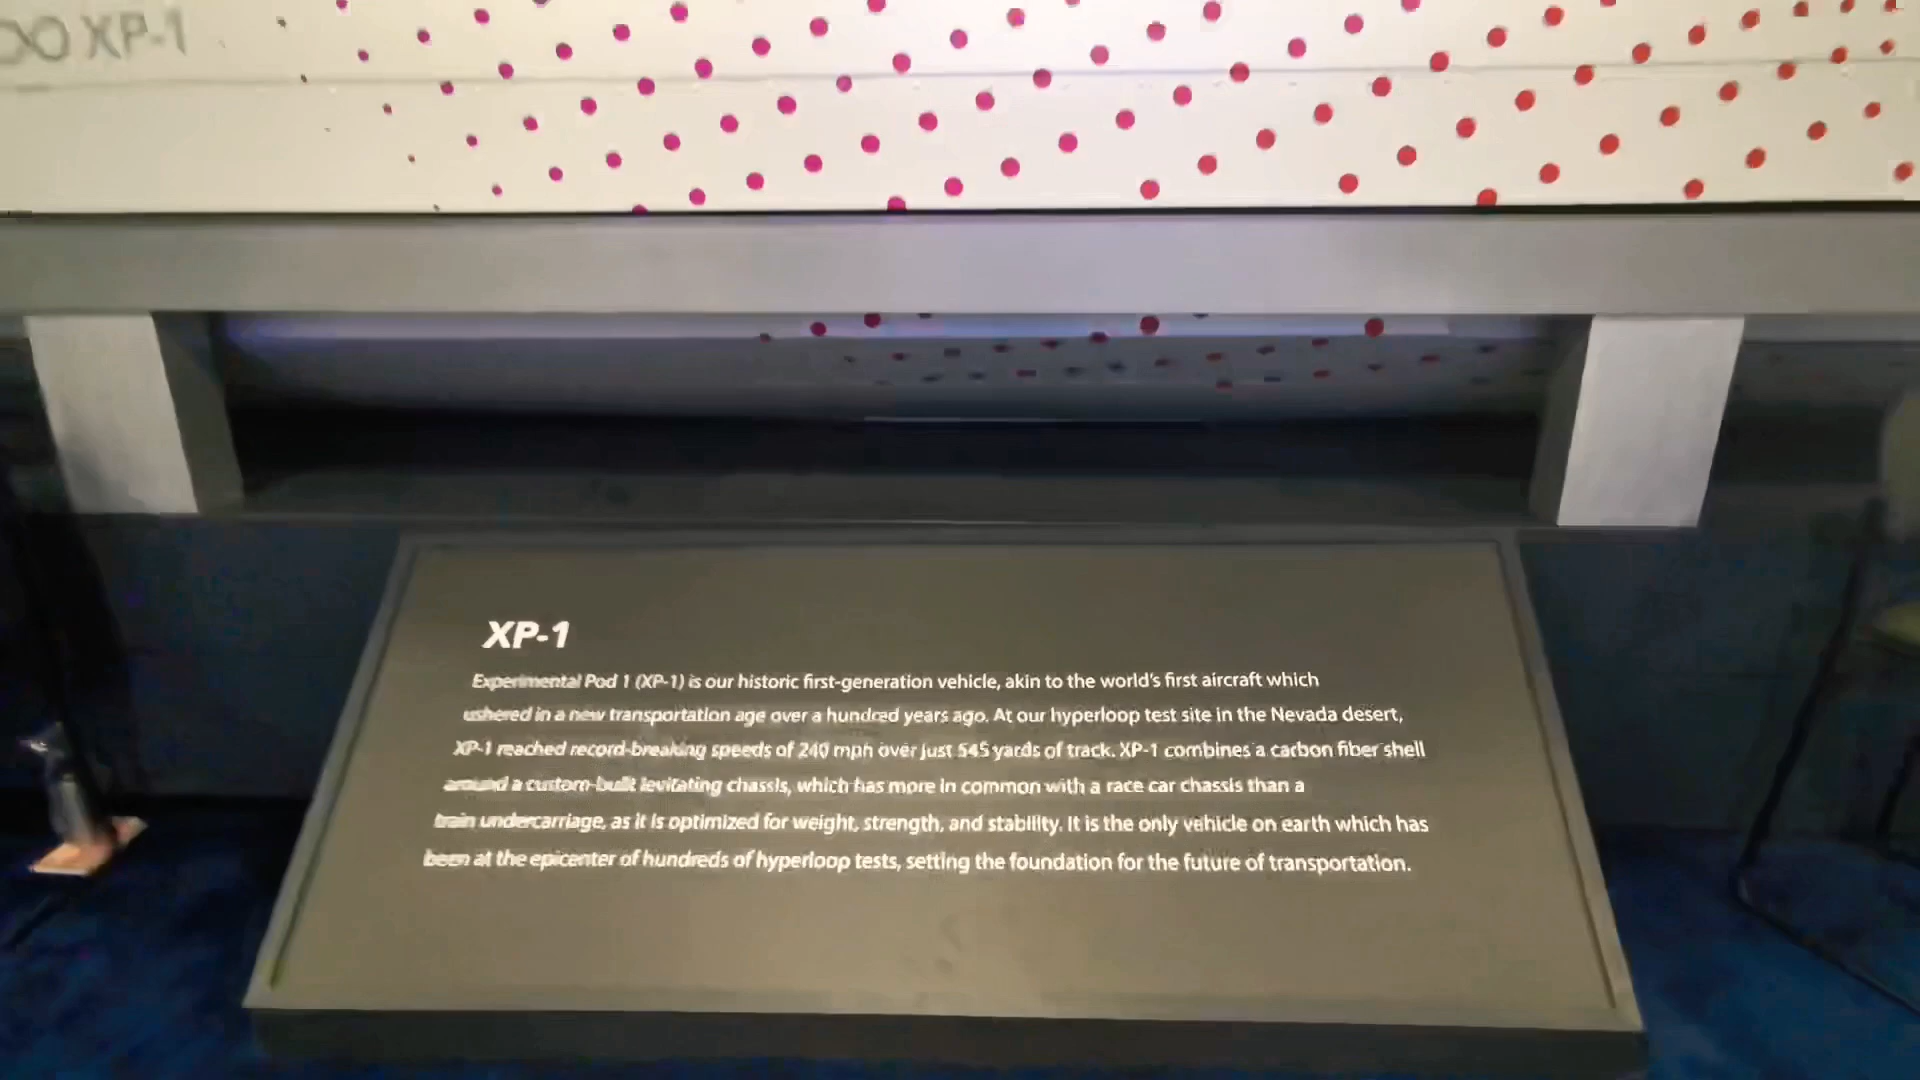 XP-1
XP-1
Experimental Pod 1 (XP-1) is our historic first-generation vehicle, akin to the world's first aircraft which
ushered in a new transportation age over a hundred years ago. At our hyperloop test site in the Nevada desert,
XP-1 reached record-breaking speeds of 240 mph over just 545 yards of track. XP-1 combines a carbon fiber shell
around a custom-built levitating chassis, which has more in common with a race car chassis than a
train undercarriage, as it is optimized for weight, strength, and stability. It is the only vehicle on earth which has
been at the epicenter of hundreds of hyperloop tests, setting the foundation for the future of transportation.